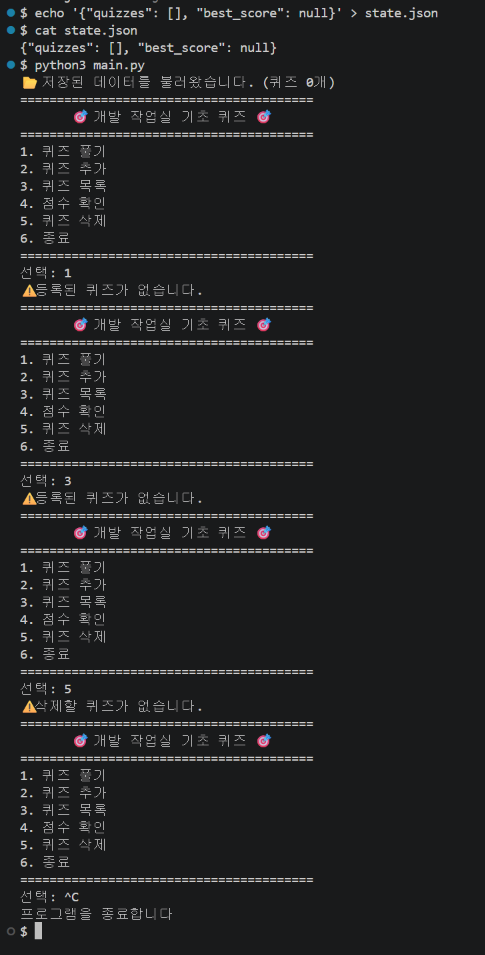 $ echo '{"quizzes": [], "best_score": null}' > state.json
$ cat state.json
{"quizzes": [], "best_score": null}
$ python3 main.py
📂 저장된 데이터를 불러왔습니다. (퀴즈 0개)
========================================
🎯 개발 작업실 기초 퀴즈 🎯
========================================
1. 퀴즈 풀기
2. 퀴즈 추가
3. 퀴즈 목록
4. 점수 확인
5. 퀴즈 삭제
6. 종료
========================================
선택: 1
⚠️등록된 퀴즈가 없습니다.
========================================
🎯 개발 작업실 기초 퀴즈 🎯
========================================
1. 퀴즈 풀기
2. 퀴즈 추가
3. 퀴즈 목록
4. 점수 확인
5. 퀴즈 삭제
6. 종료
========================================
선택: 3
⚠️등록된 퀴즈가 없습니다.
========================================
🎯 개발 작업실 기초 퀴즈 🎯
========================================
1. 퀴즈 풀기
2. 퀴즈 추가
3. 퀴즈 목록
4. 점수 확인
5. 퀴즈 삭제
6. 종료
========================================
선택: 5
⚠️삭제할 퀴즈가 없습니다.
========================================
🎯 개발 작업실 기초 퀴즈 🎯
========================================
1. 퀴즈 풀기
2. 퀴즈 추가
3. 퀴즈 목록
4. 점수 확인
5. 퀴즈 삭제
6. 종료
========================================
선택: ^C
프로그램을 종료합니다
$